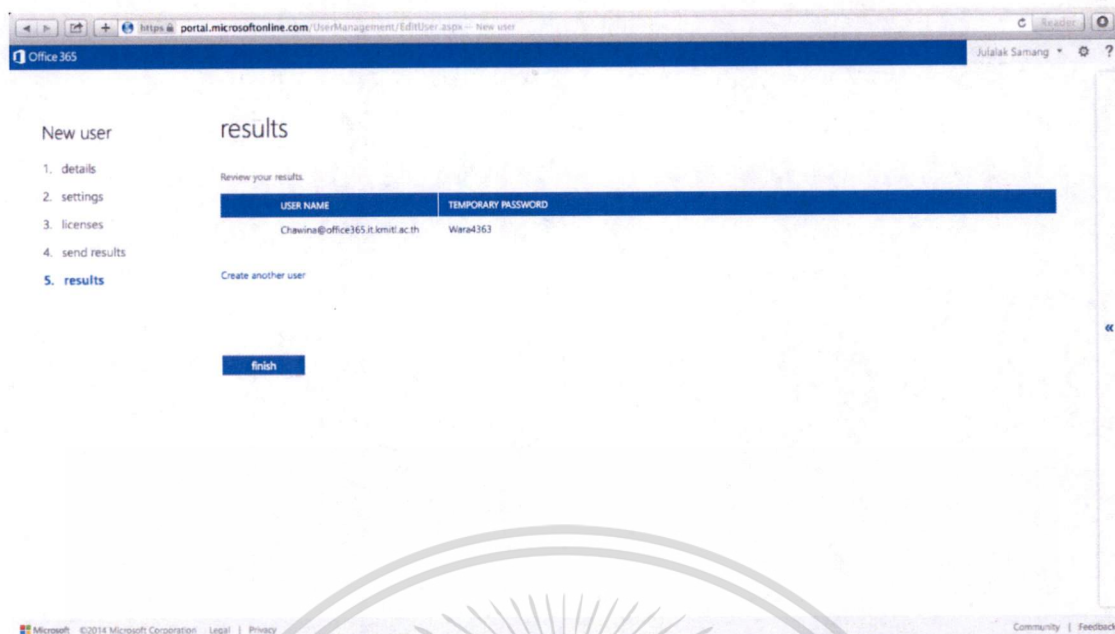 https portal.microsoftonline.com/UserManagement/EditUser.aspx — New user
Reader
Office 365
Julalak Samang
?
New user
1. details
2. settings
3. licenses
4. send results
5. results
results
Review your results.
USER NAME TEMPORARY PASSWORD
Chawina@office365.it.kmitl.ac.th Wara4363
Create another user
finish
Microsoft ©2014 Microsoft Corporation Legal | Privacy
Community | Feedback